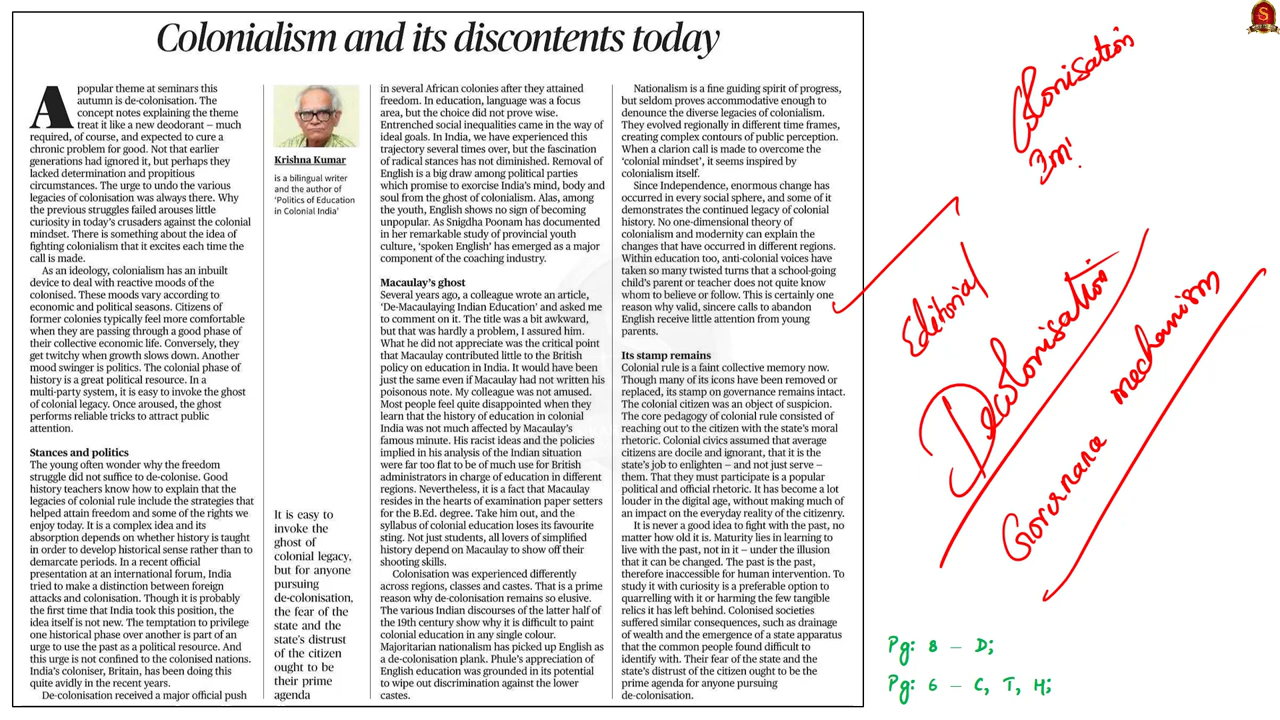 Colonialism and its discontents today
A popular theme at seminars this
autumn is de-colonisation. The
concept notes explaining the theme
treat it like a new deodorant – much
required, of course, and expected to cure a
chronic problem for good. Not that earlier
generations had ignored it, but perhaps they
lacked determination and propitious
circumstances. The urge to undo the various
legacies of colonisation was always there. Why
the previous struggles failed arouses little
curiosity in today's crusaders against the colonial
mindset. There is something about the idea of
fighting colonialism that it excites each time the
call is made.
As an ideology, colonialism has an inbuilt
device to deal with reactive moods of the
colonised. These moods vary according to
economic and political seasons. Citizens of
former colonies typically feel more comfortable
when they are passing through a good phase of
their collective economic life. Conversely, they
get twitchy when growth slows down. Another
mood swinger is politics. The colonial phase of
history is a great political resource. In a
multi-party system, it is easy to invoke the ghost
of colonial legacy. Once aroused, the ghost
performs reliable tricks to attract public
attention.
Stances and politics
The young often wonder why the freedom
struggle did not suffice to de-colonise. Good
history teachers know how to explain that the
legacies of colonial rule include the strategies that
helped attain freedom and some of the rights we
enjoy today. It is a complex idea and its
absorption depends on whether history is taught
in order to develop historical sense rather than to
demarcate periods. In a recent official
presentation at an international forum, India
tried to make a distinction between foreign
attacks and colonisation. Though it is probably
the first time that India took this position, the
idea itself is not new. The temptation to privilege
one historical phase over another is part of an
urge to use the past as a political resource. And
this urge is not confined to the colonised nations.
India's coloniser, Britain, has been doing this
quite avidly in the recent years.
De-colonisation received a major official push
Krishna Kumar
is a bilingual writer
and the author of
'Politics of Education
in Colonial India'
It is easy to
invoke the
ghost of
colonial legacy,
but for anyone
pursuing
de-colonisation,
the fear of the
state and the
state's distrust
of the citizen
ought to be
their prime
agenda
in several African colonies after they attained
freedom. In education, language was a focus
area, but the choice did not prove wise.
Entrenched social inequalities came in the way of
ideal goals. In India, we have experienced this
trajectory several times over, but the fascination
of radical stances has not diminished. Removal of
English is a big draw among political parties
which promise to exorcise India's mind, body and
soul from the ghost of colonialism. Alas, among
the youth, English shows no sign of becoming
unpopular. As Snigdha Poonam has documented
in her remarkable study of provincial youth
culture, 'spoken English' has emerged as a major
component of the coaching industry.
Macaulay's ghost
Several years ago, a colleague wrote an article,
'De-Macaulaying Indian Education' and asked me
to comment on it. The title was a bit awkward,
but that was hardly a problem, I assured him.
What he did not appreciate was the critical point
that Macaulay contributed little to the British
policy on education in India. It would have been
just the same even if Macaulay had not written his
poisonous note. My colleague was not amused.
Most people feel quite disappointed when they
learn that the history of education in colonial
India was not much affected by Macaulay's
famous minute. His racist ideas and the policies
implied in his analysis of the Indian situation
were far too flat to be of much use for British
administrators in charge of education in different
regions. Nevertheless, it is a fact that Macaulay
resides in the hearts of examination paper setters
for the B.Ed. degree. Take him out, and the
syllabus of colonial education loses its favourite
sting. Not just students, all lovers of simplified
history depend on Macaulay to show off their
shooting skills.
Colonisation was experienced differently
across regions, classes and castes. That is a prime
reason why de-colonisation remains so elusive.
The various Indian discourses of the latter half of
the 19th century show why it is difficult to paint
colonial education in any single colour.
Majoritarian nationalism has picked up English as
a de-colonisation plank. Phule's appreciation of
English education was grounded in its potential
to wipe out discrimination against the lower
castes.
Nationalism is a fine guiding spirit of progress,
but seldom proves accommodative enough to
denounce the diverse legacies of colonialism.
They evolved regionally in different time frames,
creating complex contours of public perception.
When a clarion call is made to overcome the
'colonial mindset', it seems inspired by
colonialism itself.
Since Independence, enormous change has
occurred in every social sphere, and some of it
demonstrates the continued legacy of colonial
history. No one-dimensional theory of
colonialism and modernity can explain the
changes that have occurred in different regions.
Within education too, anti-colonial voices have
taken so many twisted turns that a school-going
child's parent or teacher does not quite know
whom to believe or follow. This is certainly one
reason why valid, sincere calls to abandon
English receive little attention from young
parents.
Its stamp remains
Colonial rule is a faint collective memory now.
Though many of its icons have been removed or
replaced, its stamp on governance remains intact.
The colonial citizen was an object of suspicion.
The core pedagogy of colonial rule consisted of
reaching out to the citizen with the state's moral
rhetoric. Colonial civics assumed that average
citizens are docile and ignorant, that it is the
state's job to enlighten – and not just serve –
them. That they must participate is a popular
political and official rhetoric. It has become a lot
louder in the digital age, without making much of
an impact on the everyday reality of the citizenry.
It is never a good idea to fight with the past, no
matter how old it is. Maturity lies in learning to
live with the past, not in it – under the illusion
that it can be changed. The past is the past,
therefore inaccessible for human intervention. To
study it with curiosity is a preferable option to
quarrelling with it or harming the few tangible
relics it has left behind. Colonised societies
suffered similar consequences, such as drainage
of wealth and the emergence of a state apparatus
that the common people found difficult to
identify with. Their fear of the state and the
state's distrust of the citizen ought to be the
prime agenda for anyone pursuing
de-colonisation.
Colonisation
Editorial
Decolonisation
Governance mechanism
Pg: 8 – D;
Pg: 6 – C, T, H;